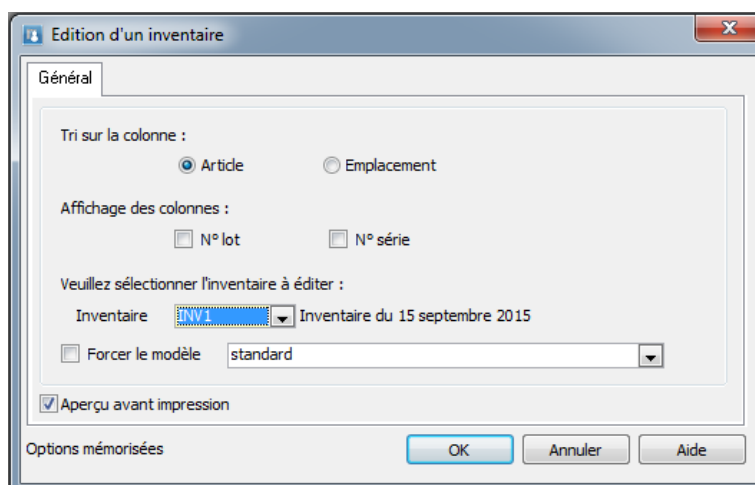 Edition d'un inventaire
Général
Tri sur la colonne :
Article Emplacement
Affichage des colonnes :
N° lot N° série
Veuillez sélectionner l'inventaire à éditer :
Inventaire INV1 Inventaire du 15 septembre 2015
Forcer le modèle standard
Aperçu avant impression
Options mémorisées OK Annuler Aide